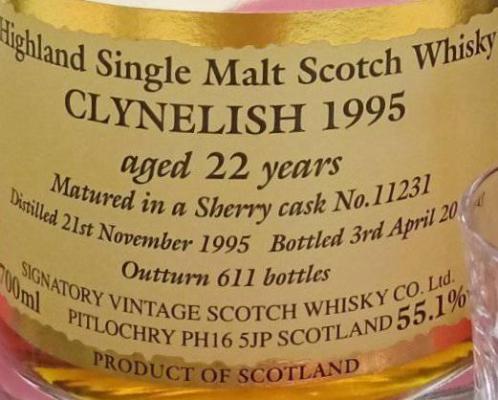 Highland Single Malt Scotch Whisky
CLYNELISH 1995
aged 22 years
Matured in a Sherry cask No.11231
Distilled 21st November 1995 Bottled 3rd April 20
Outturn 611 bottles
SIGNATORY VINTAGE SCOTCH WHISKY CO. Ltd.
700ml PITLOCHRY PH16 5JP SCOTLAND 55.1%
PRODUCT OF SCOTLAND